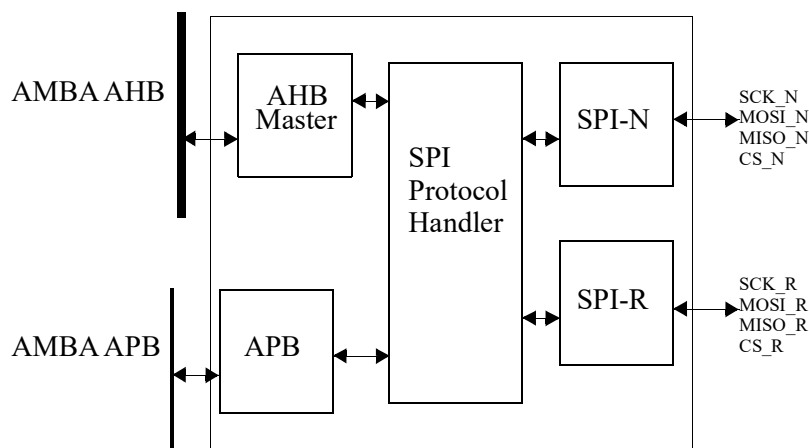 AMBA AHB
AHB
Master
SPI
Protocol
Handler
SPI-N
SCK_N
MOSI_N
MISO_N
CS_N
AMBA APB
APB
SPI-R
SCK_R
MOSI_R
MISO_R
CS_R